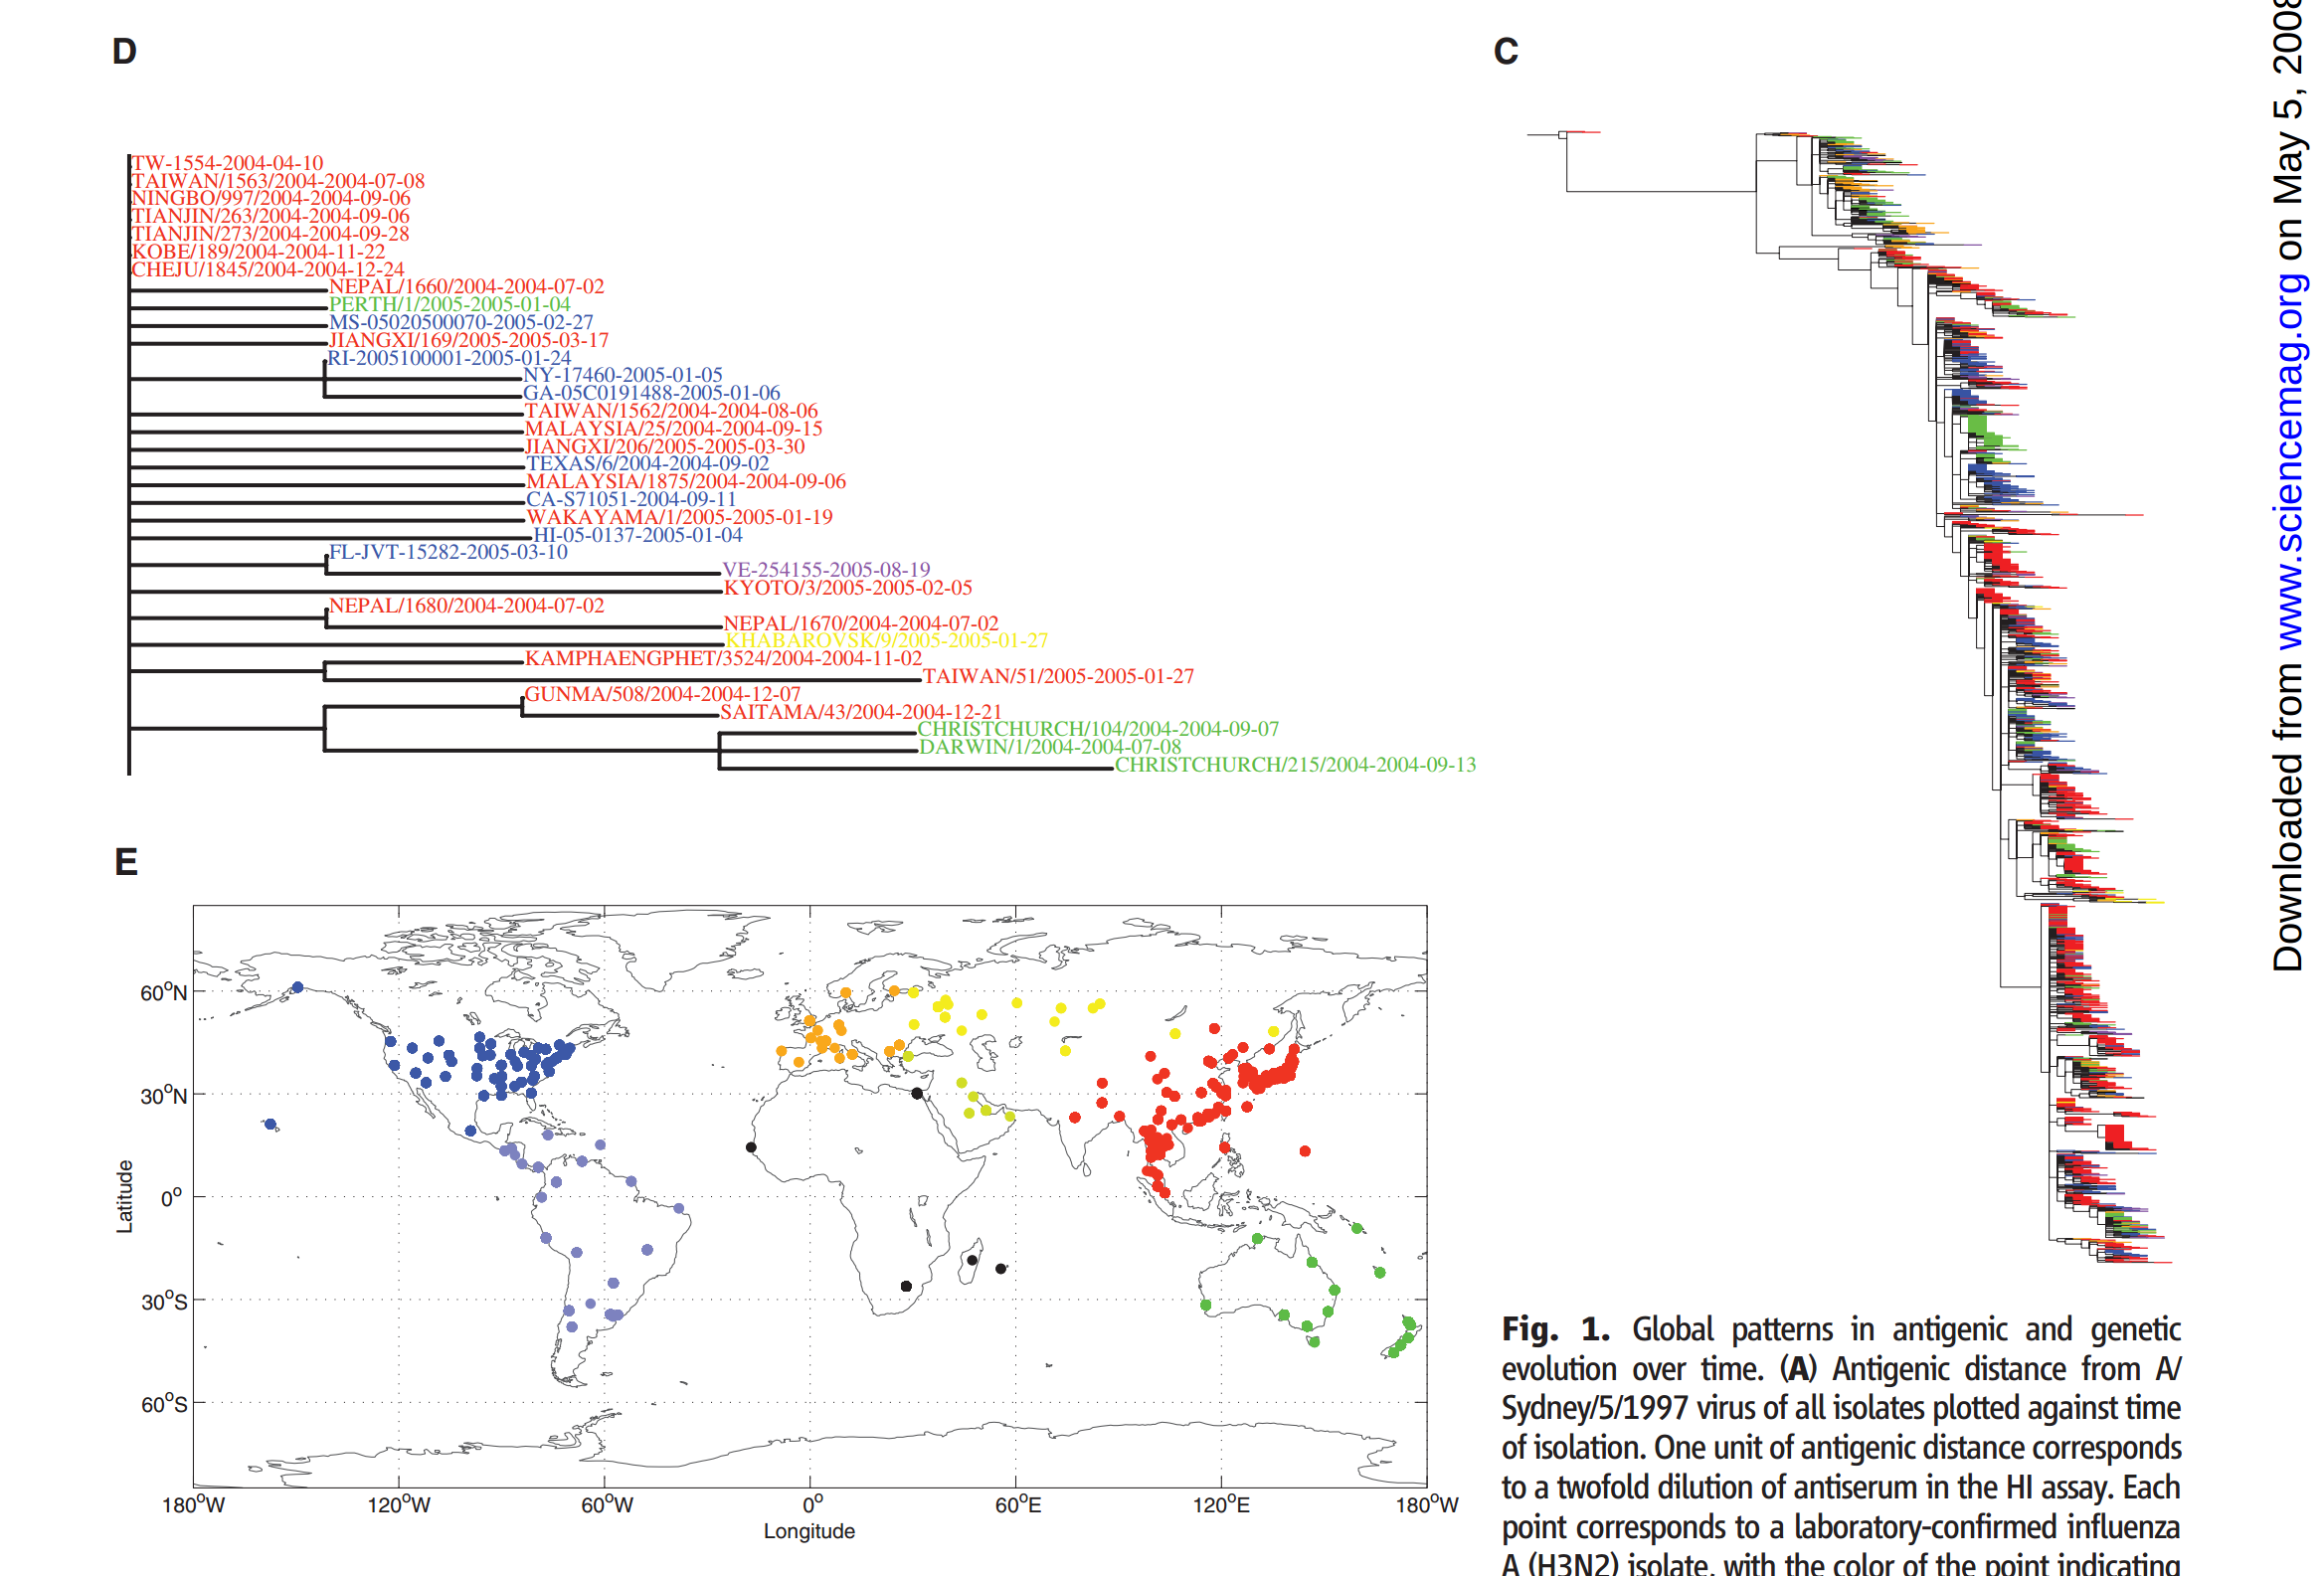 D
TW-1554-2004-04-10
TAIWAN/1563/2004-2004-07-08
NINGBO/997/2004-2004-09-06
TIANJIN/263/2004-2004-09-06
TIANJIN/273/2004-2004-09-28
KOBE/189/2004-2004-11-22
CHEJU/1845/2004-2004-12-24
NEPAL/1660/2004-2004-07-02
PERTH/1/2005-2005-01-04
MS-05020500070-2005-02-27
JIANGXI/169/2005-2005-03-17
RI-2005100001-2005-01-24
NY-17460-2005-01-05
GA-05C0191488-2005-01-06
TAIWAN/1562/2004-2004-08-06
MALAYSIA/25/2004-2004-09-15
JIANGXI/206/2005-2005-03-30
TEXAS/6/2004-2004-09-02
MALAYSIA/1875/2004-2004-09-06
CA-S71051-2004-09-11
WAKAYAMA/1/2005-2005-01-19
HI-05-0137-2005-01-04
FL-JVT-15282-2005-03-10
VE-254155-2005-08-19
KYOTO/3/2005-2005-02-05
NEPAL/1680/2004-2004-07-02
NEPAL/1670/2004-2004-07-02
KHABAROVSK/9/2005-2005-01-27
KAMPHAENGPHET/3524/2004-2004-11-02
TAIWAN/51/2005-2005-01-27
GUNMA/508/2004-2004-12-07
SAITAMA/43/2004-2004-12-21
CHRISTCHURCH/104/2004-2004-09-07
DARWIN/1/2004-2004-07-08
CHRISTCHURCH/215/2004-2004-09-13
E
60°N
30°N
0°
30°S
60°S
Latitude
180°W 120°W 60°W 0° 60°E 120°E 180°W
Longitude
C
Fig. 1. Global patterns in antigenic and genetic
evolution over time. (A) Antigenic distance from A/
Sydney/5/1997 virus of all isolates plotted against time
of isolation. One unit of antigenic distance corresponds
to a twofold dilution of antiserum in the HI assay. Each
point corresponds to a laboratory-confirmed influenza
A (H3N2) isolate, with the color of the point indicating
Downloaded from www.sciencemag.org on May 5, 2008